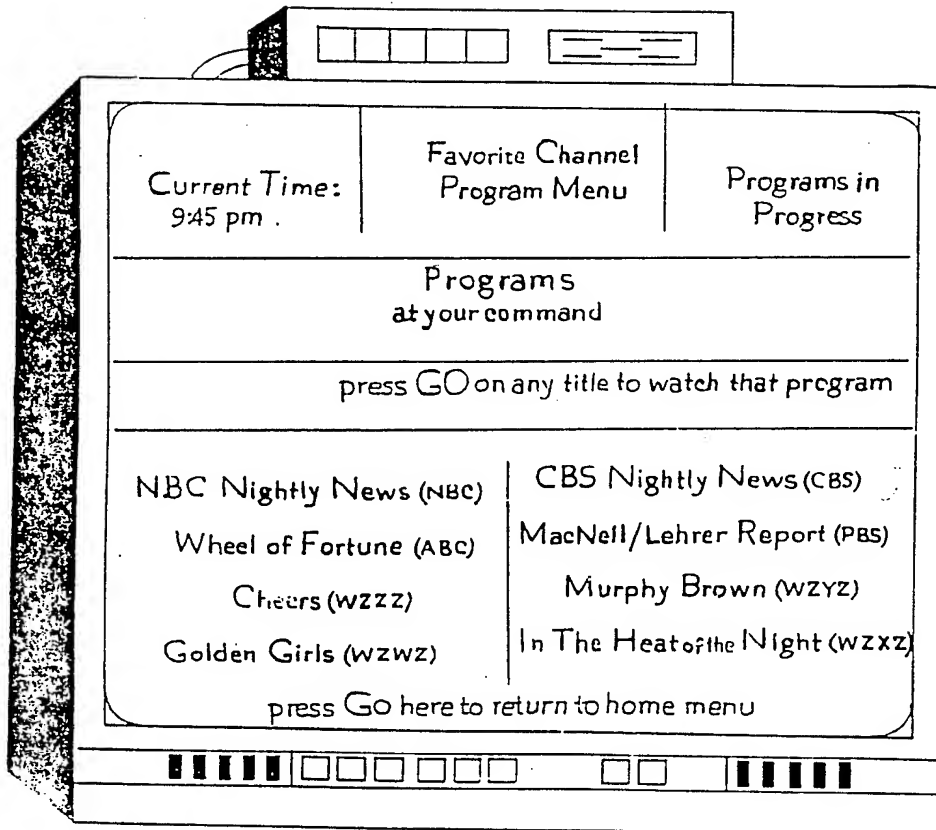 Current Time:
9:45 pm .
Favorite Channel
Program Menu
Programs in
Progress
Programs
at your command
press GO on any title to watch that program
NBC Nightly News (NBC)
Wheel of Fortune (ABC)
Cheers (WZZZ)
Golden Girls (WZWZ)
CBS Nightly News (CBS)
MacNell/Lehrer Report (PBS)
Murphy Brown (WZYZ)
In The Heat of the Night (WZXZ)
press Go here to return to home menu